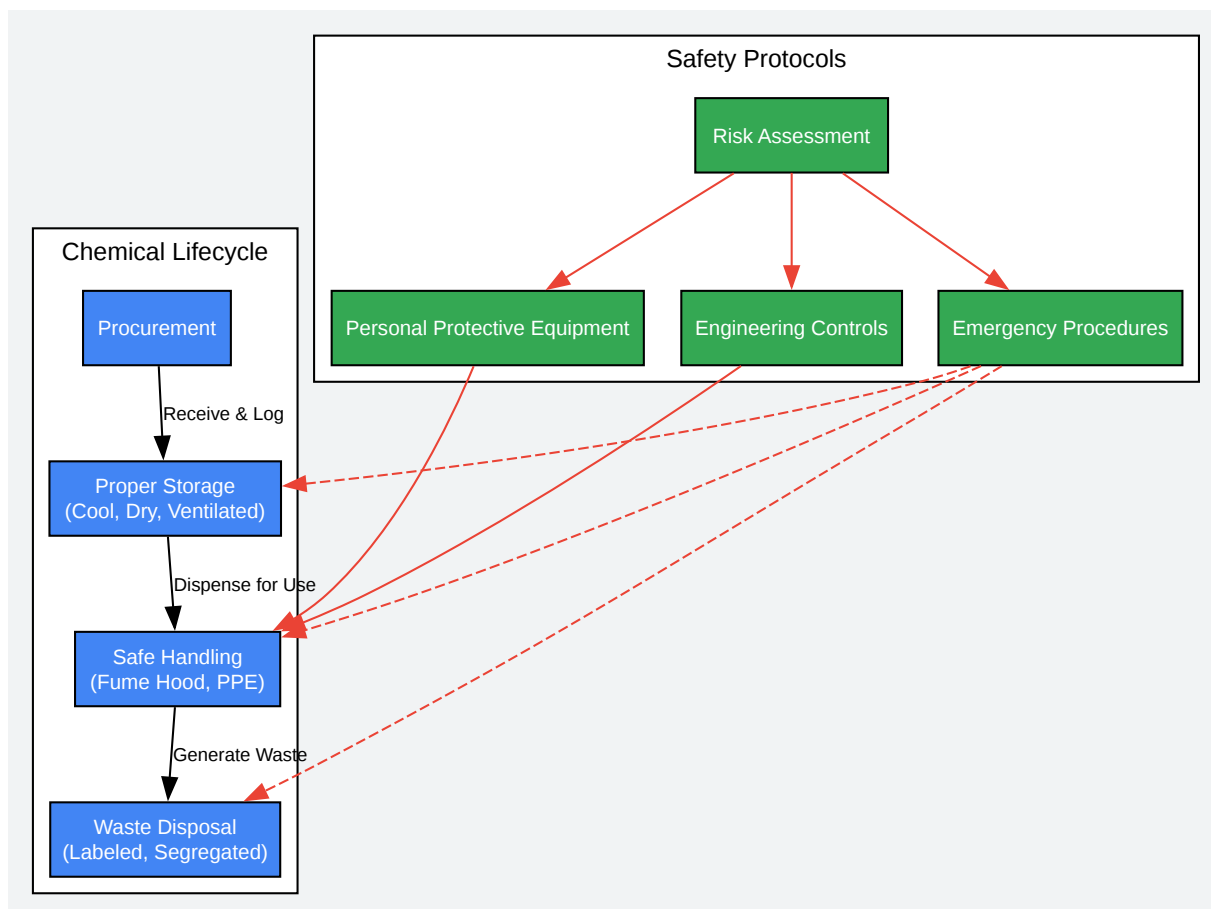 Safety Protocols
Risk Assessment
Personal Protective Equipment
Engineering Controls
Emergency Procedures
Chemical Lifecycle
Procurement
Receive & Log
Proper Storage
(Cool, Dry, Ventilated)
Dispense for Use
Safe Handling
(Fume Hood, PPE)
Generate Waste
Waste Disposal
(Labeled, Segregated)